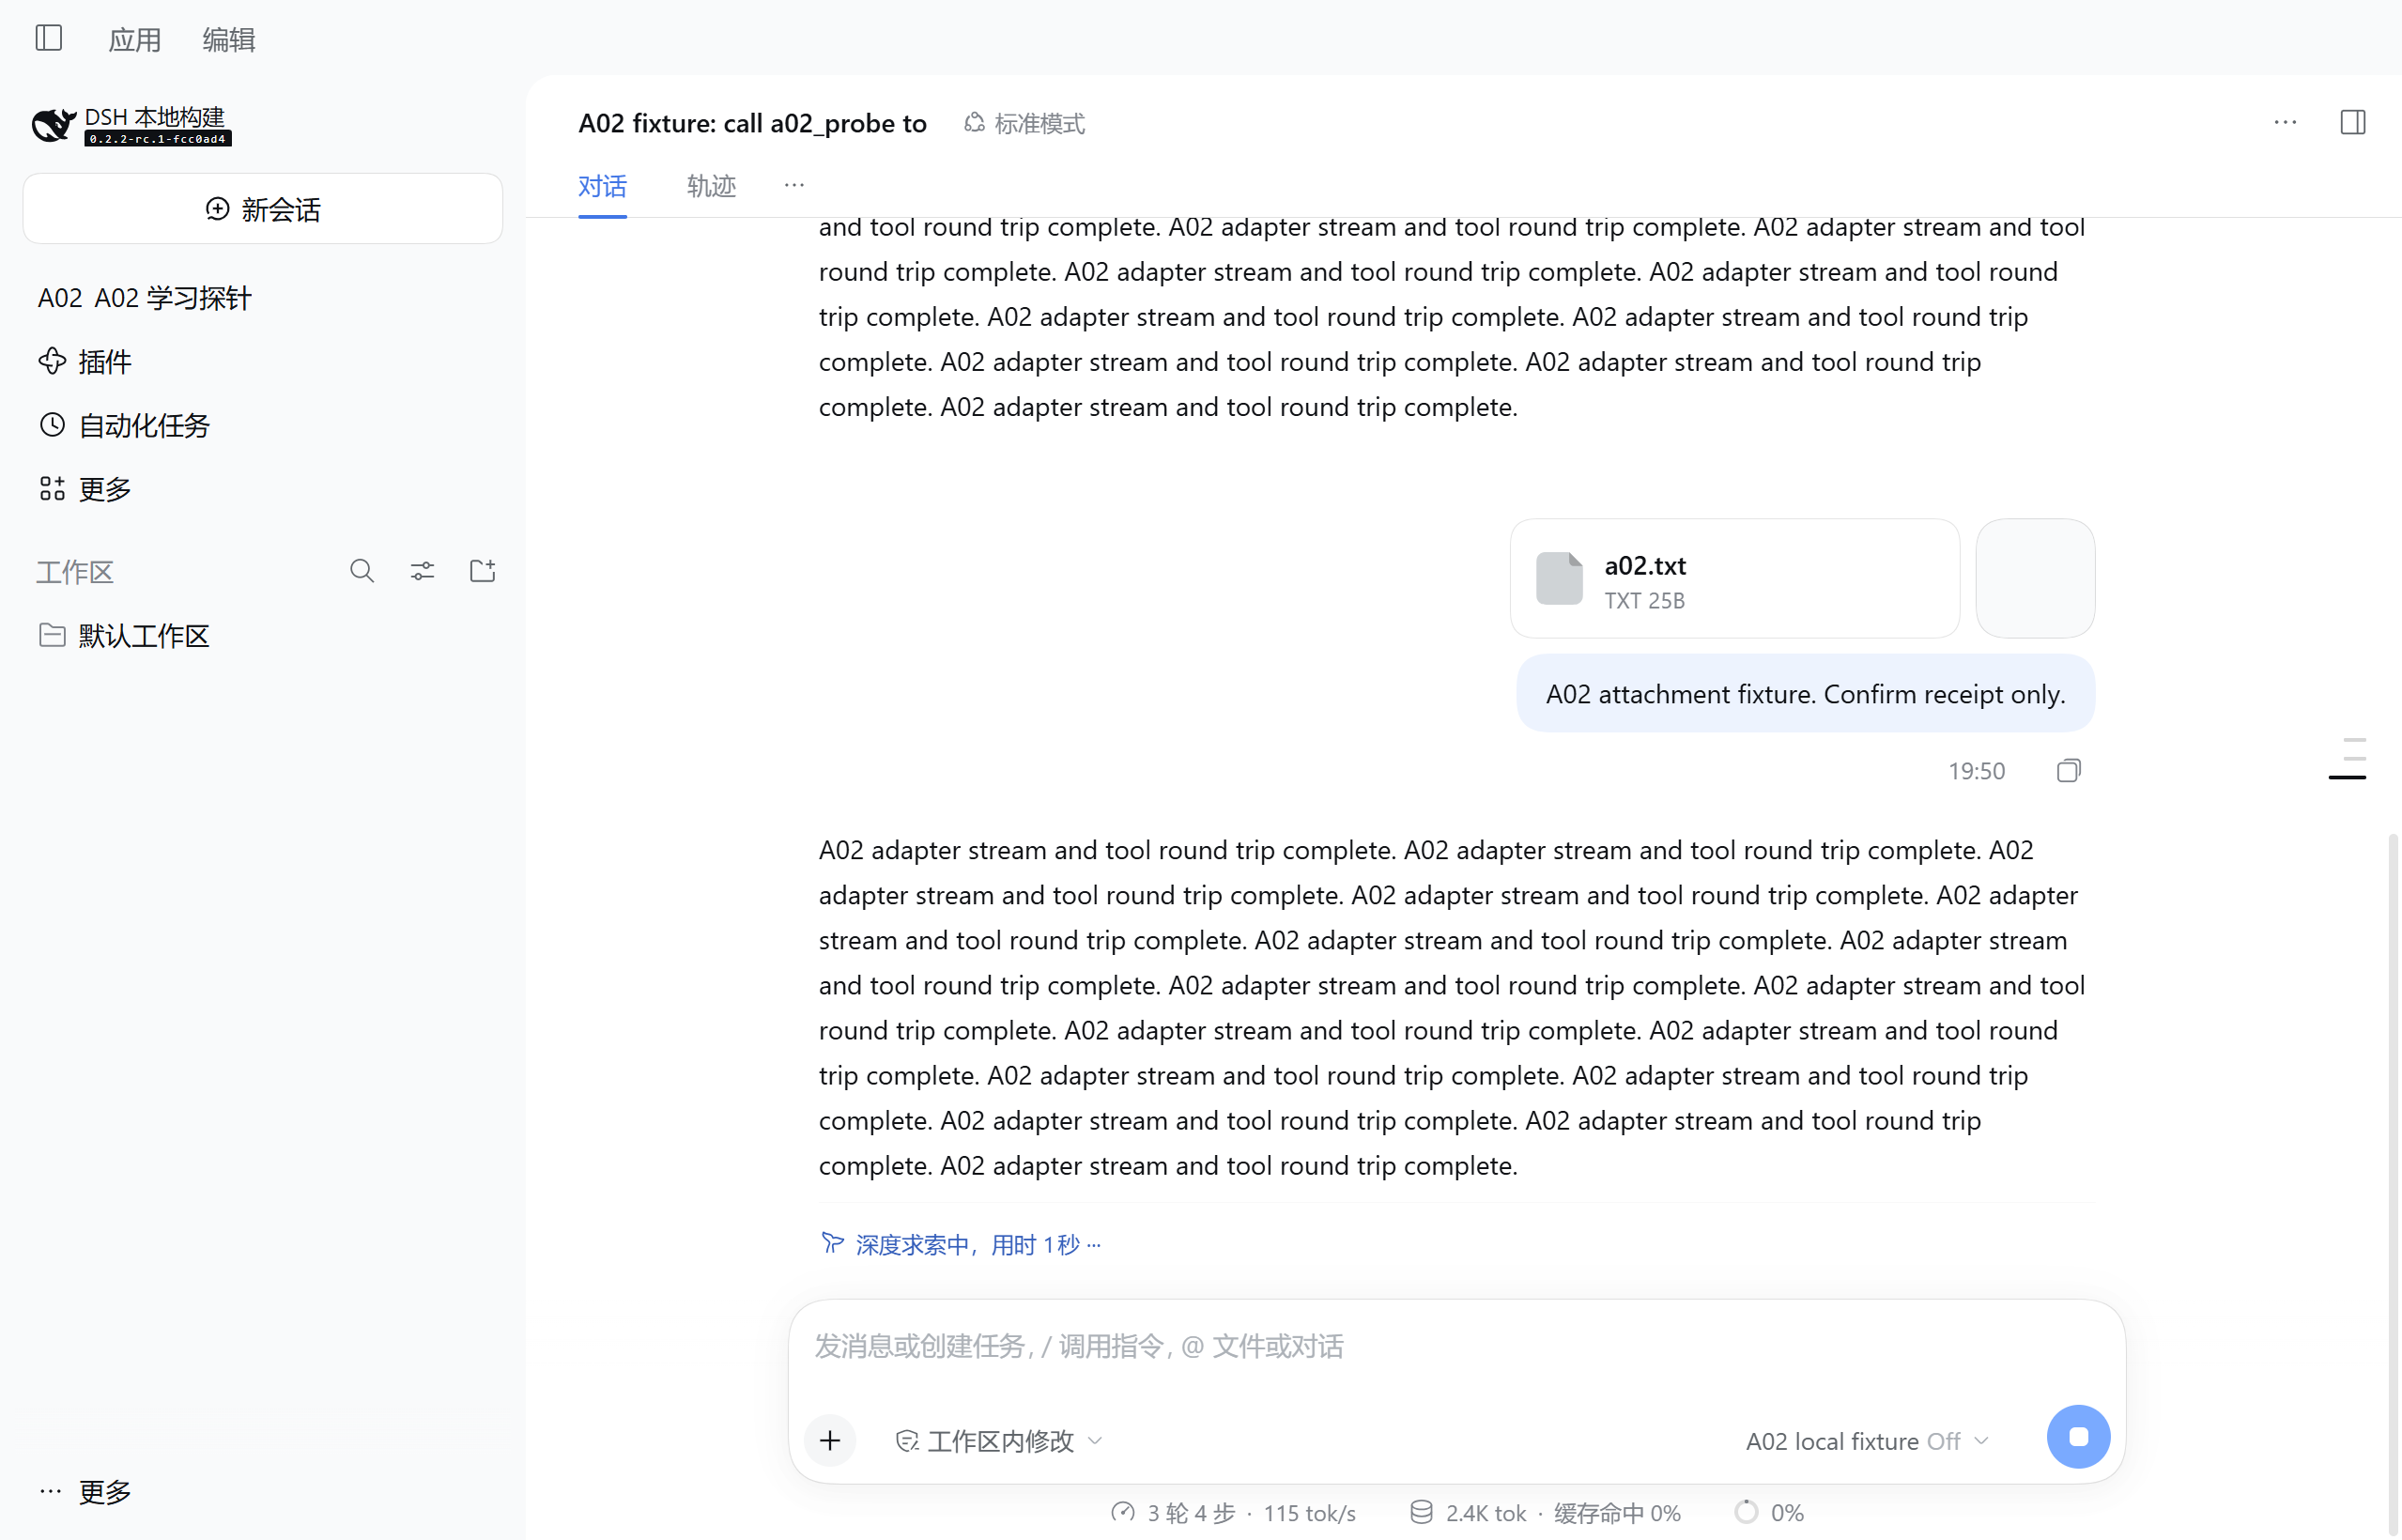 应用 编辑
DSH 本地构建
0.2.2-rc.1-fcc0ad4
新会话
A02 A02 学习探针
插件
自动化任务
更多
工作区
默认工作区
更多
A02 fixture: call a02_probe to 标准模式
对话 轨迹 ···
and tool round trip complete. A02 adapter stream and tool round trip complete. A02 adapter stream and tool
round trip complete. A02 adapter stream and tool round trip complete. A02 adapter stream and tool round
trip complete. A02 adapter stream and tool round trip complete. A02 adapter stream and tool round trip
complete. A02 adapter stream and tool round trip complete. A02 adapter stream and tool round trip
complete. A02 adapter stream and tool round trip complete.
a02.txt
TXT 25B
A02 attachment fixture. Confirm receipt only.
19:50
A02 adapter stream and tool round trip complete. A02 adapter stream and tool round trip complete. A02
adapter stream and tool round trip complete. A02 adapter stream and tool round trip complete. A02 adapter
stream and tool round trip complete. A02 adapter stream and tool round trip complete. A02 adapter stream
and tool round trip complete. A02 adapter stream and tool round trip complete. A02 adapter stream and tool
round trip complete. A02 adapter stream and tool round trip complete. A02 adapter stream and tool round
trip complete. A02 adapter stream and tool round trip complete. A02 adapter stream and tool round trip
complete. A02 adapter stream and tool round trip complete. A02 adapter stream and tool round trip
complete. A02 adapter stream and tool round trip complete.
深度求索中，用时 1秒 ···
发消息或创建任务, / 调用指令, @ 文件或对话
工作区内修改 A02 local fixture Off
3 轮 4 步 · 115 tok/s 2.4K tok · 缓存命中 0% 0%